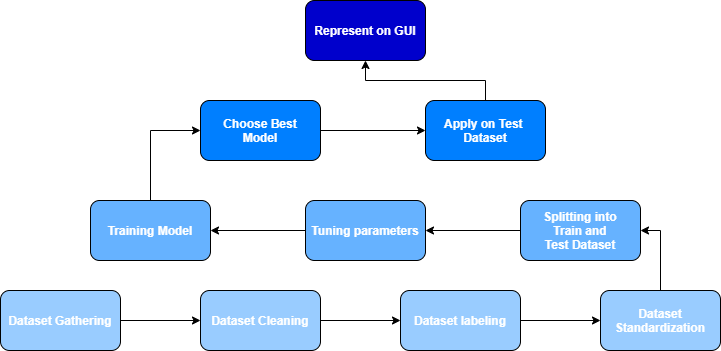 Represent on GUI
Choose Best
Model
Apply on Test
Dataset
Training Model
Tuning parameters
Splitting into
Train and
Test Dataset
Dataset Gathering
Dataset Cleaning
Dataset labeling
Dataset
Standardization